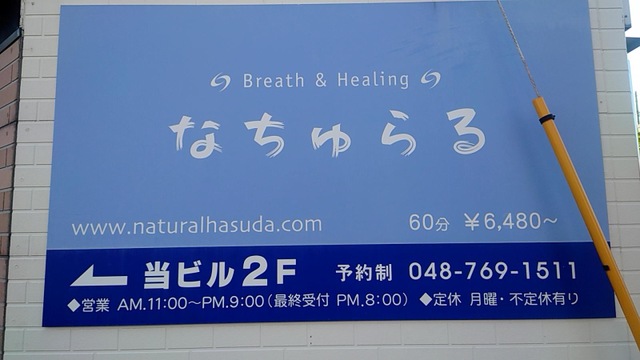 Breath & Healing
なちゅらる
www.naturalhasuda.com 60分 ¥6,480~
当ビル2F 予約制 048-769-1511
◆営業 AM.11:00~PM.9:00(最終受付 PM.8:00) ◆定休 月曜・不定休有り